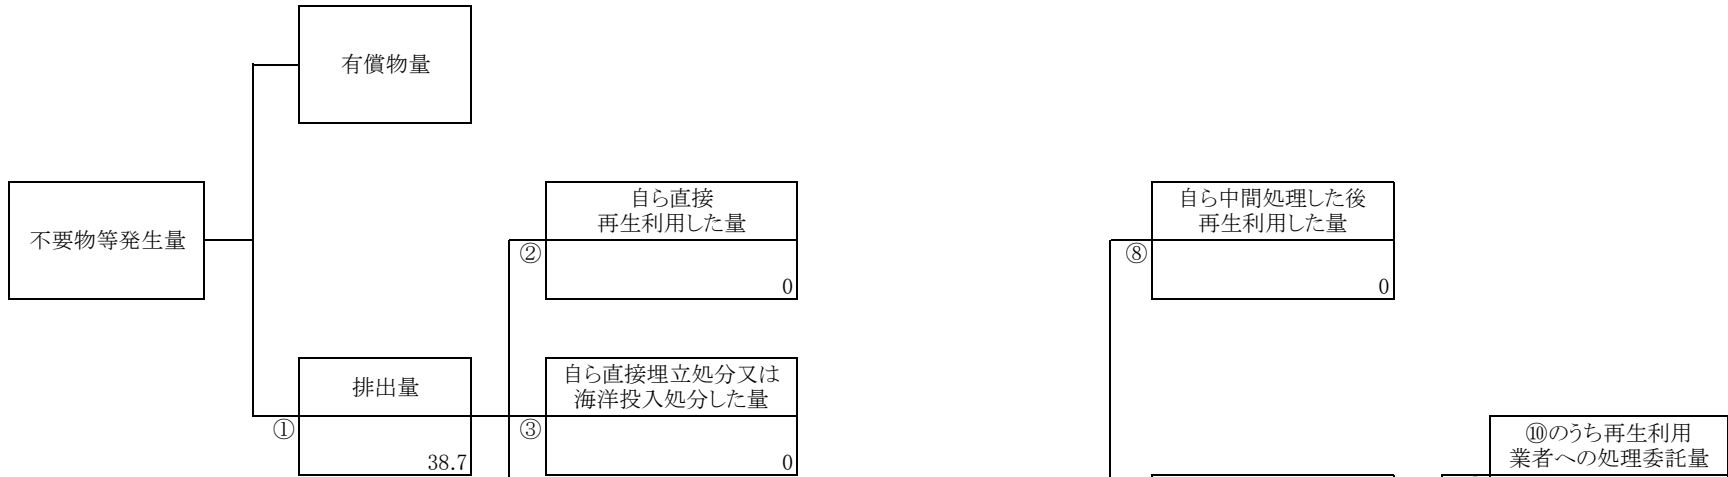 有償物量
不要物等発生量
自ら直接
再生利用した量
②
0
自ら中間処理した後
再生利用した量
⑧
0
排出量
①
38.7
自ら直接埋立処分又は
海洋投入処分した量
③
0
⑩のうち再生利用
業者への処理委託量